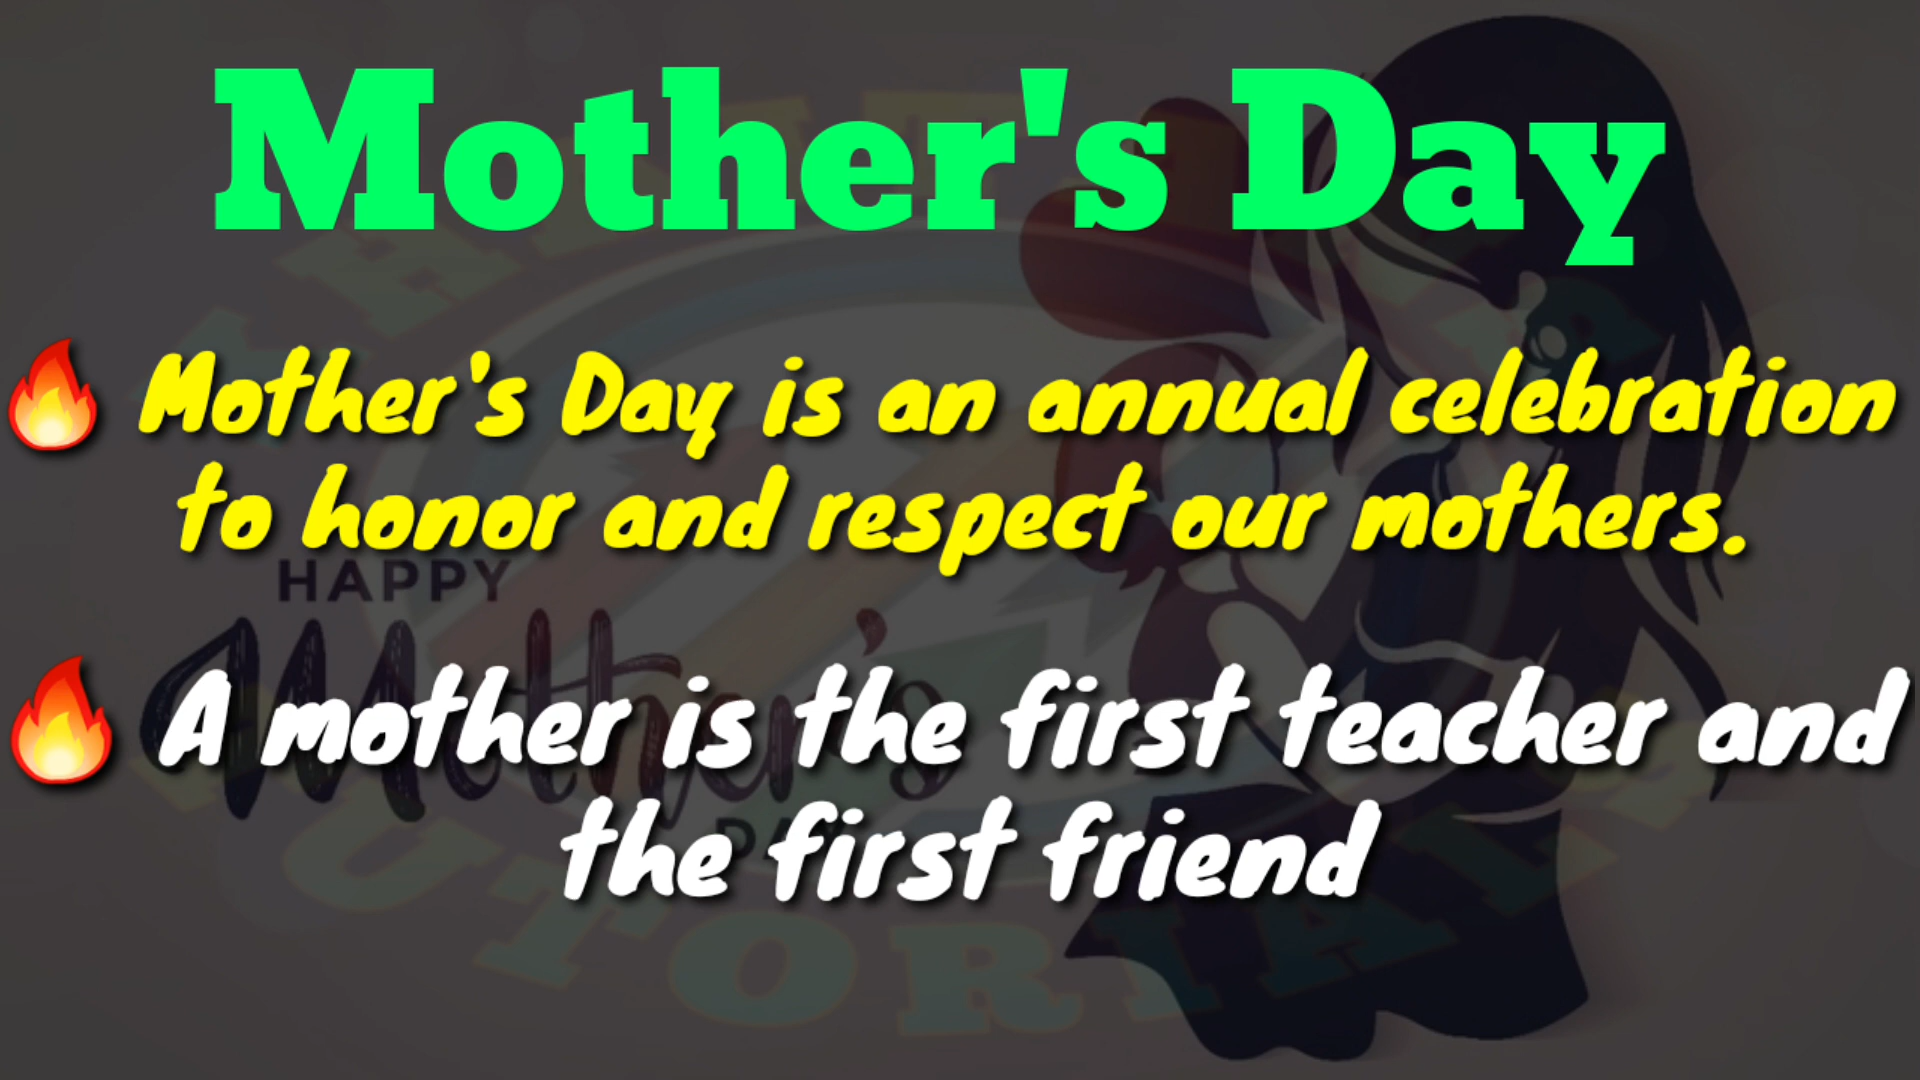 Mother's Day
🔥 Mother's Day is an annual celebration
to honor and respect our mothers.
HAPPY
Mother's
🔥 A mother is the first teacher and
the first friend